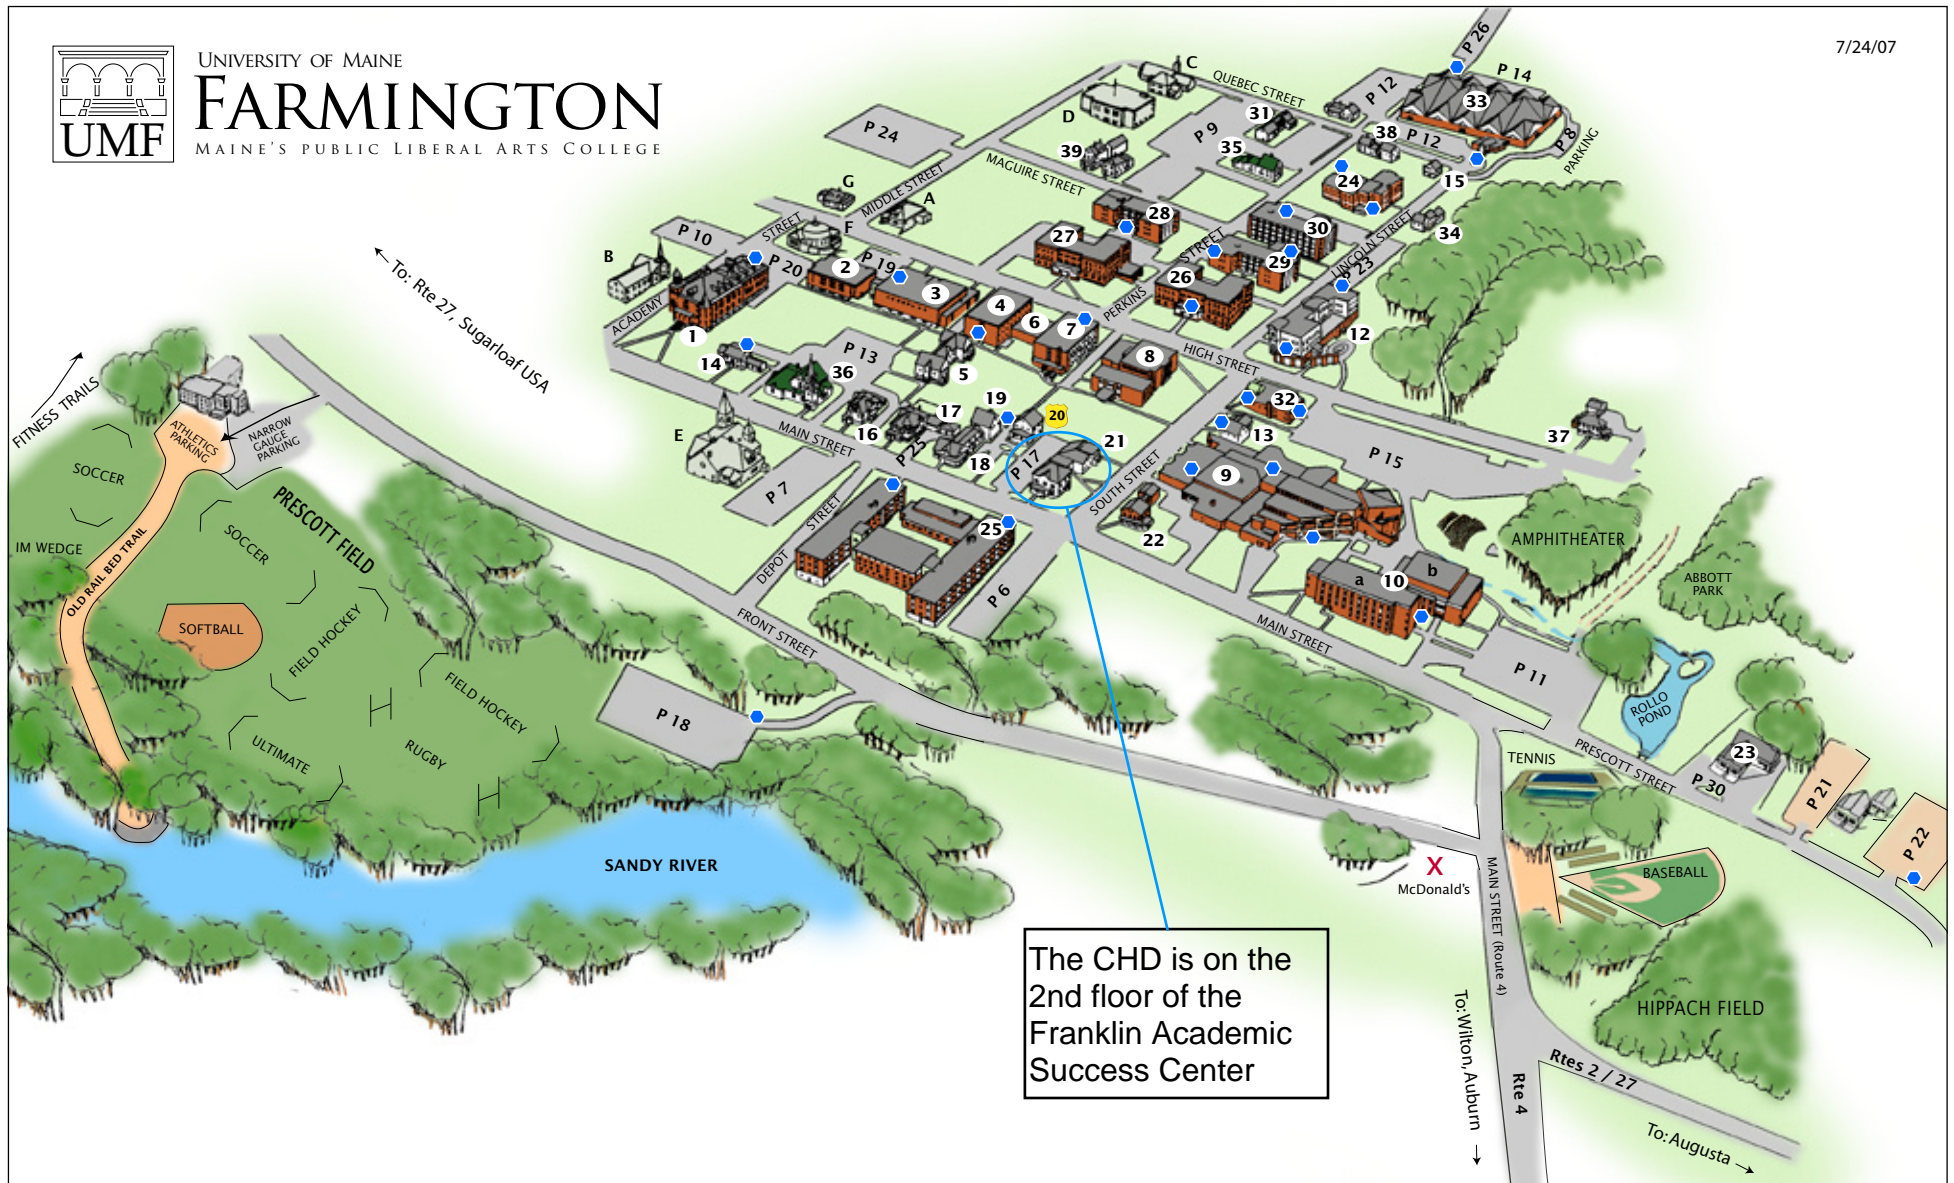 7/24/07
UMF
UNIVERSITY OF MAINE
FARMINGTON
MAINE'S PUBLIC LIBERAL ARTS COLLEGE
P 26
P 14
33
C
QUEBEC STREET
P 12
31
38
P 12
P 8
PARKING
D
P 9
P 24
39
35
MAGUIRE STREET
24
15
G
MIDDLE STREET
A
28
30
34
LINCOLN STREET
P 10
STREET
F
27
STREET
29
P 23
B
P 20
2
P 19
3
26
PERKINS
ACADEMY
4
6
7
12
1
HIGH STREET
14
P 13
8
36
5
To: Rte 27, Sugarloaf USA
FITNESS TRAILS
ATHLETICS
PARKING
NARROW
GAUGE
PARKING
E
MAIN STREET
16
17
19
20
32
13
37
P 25
18
P 17
21
P 15
SOUTH STREET
9
P 7
22
SOCCER
PRESCOTT FIELD
SOCCER
IM WEDGE
OLD RAIL BED TRAIL
STREET
DEPOT
25
P 6
AMPHITHEATER
ABBOTT
PARK
a
10
b
SOFTBALL
FIELD HOCKEY
FRONT STREET
MAIN STREET
P 11
FIELD HOCKEY
P 18
ROLLO
POND
ULTIMATE
RUGBY
TENNIS
PRESCOTT STREET
23
P 30
P 21
P 22
SANDY RIVER
X
McDonald's
MAIN STREET (Route 4)
BASEBALL
The CHD is on the
2nd floor of the
Franklin Academic
Success Center
HIPPACH FIELD
To: Wilton, Auburn
Rte 4
Rtes 2 / 27
To: Augusta